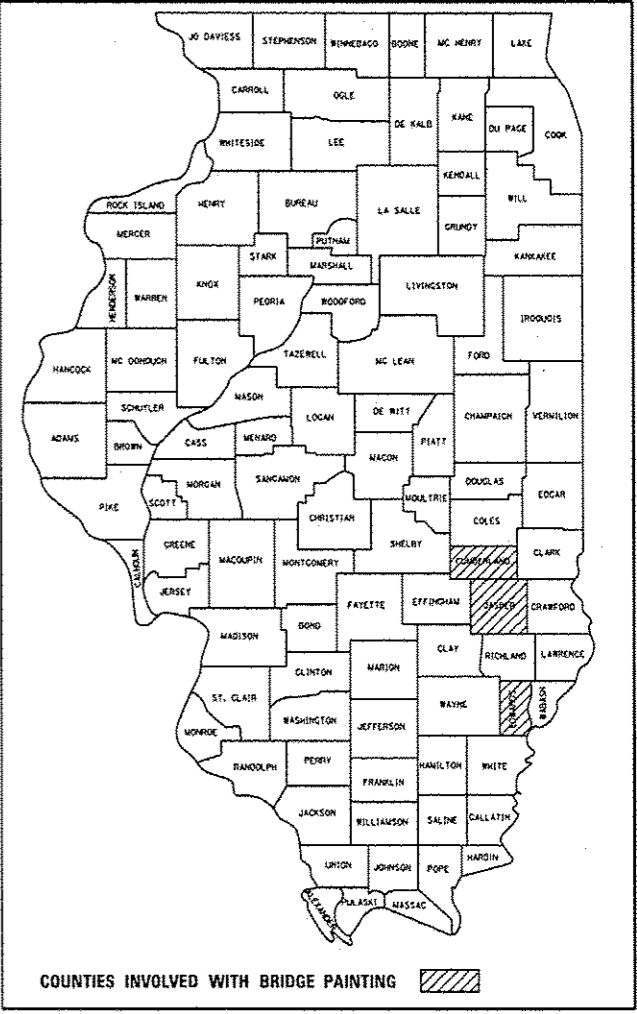 JO DAVIESS
STEPHENSON
WINNEBAGO
BOONE
MC HENRY
LAKE
CARROLL
OGLE
DE KALB
KANE
DU PAGE
COOK
WHITESIDE
LEE
KENDALL
WILL
ROCK ISLAND
HENRY
BUREAU
LA SALLE
GRUNDY
MERCER
PUTNAM
KANKAKEE
STARK
MARSHALL
HENDERSON
WARREN
KNOX
PEORIA
WOODFORD
LIVINGSTON
IROQUOIS
HANCOCK
MC DONOUGH
FULTON
TAZEWELL
MC LEAN
FORD
MASON
SCHUYLER
LOGAN
DE WITT
CHAMPAIGN
VERMILION
ADAMS
BROWN
CASS
MENARD
MACON
PIATT
PIKE
SCOTT
MORGAN
SANGAMON
MOULTRIE
DOUGLAS
EDGAR
CHRISTIAN
COLES
CALHOUN
GREENE
MACOUPIN
MONTGOMERY
SHELBY
CUMBERLAND
CLARK
JERSEY
FAYETTE
EFFINGHAM
JASPER
CRAWFORD
MADISON
BOND
CLAY
RICHLAND
LAWRENCE
CLINTON
MARION
ST. CLAIR
WAYNE
EDWARDS
WABASH
WASHINGTON
JEFFERSON
MONROE
RANDOLPH
PERRY
HAMILTON
WHITE
FRANKLIN
JACKSON
WILLIAMSON
SALINE
GALLATIN
UNION
JOHNSON
POPE
HARDIN
ALEXANDER
PULASKI
MASSAC
COUNTIES INVOLVED WITH BRIDGE PAINTING